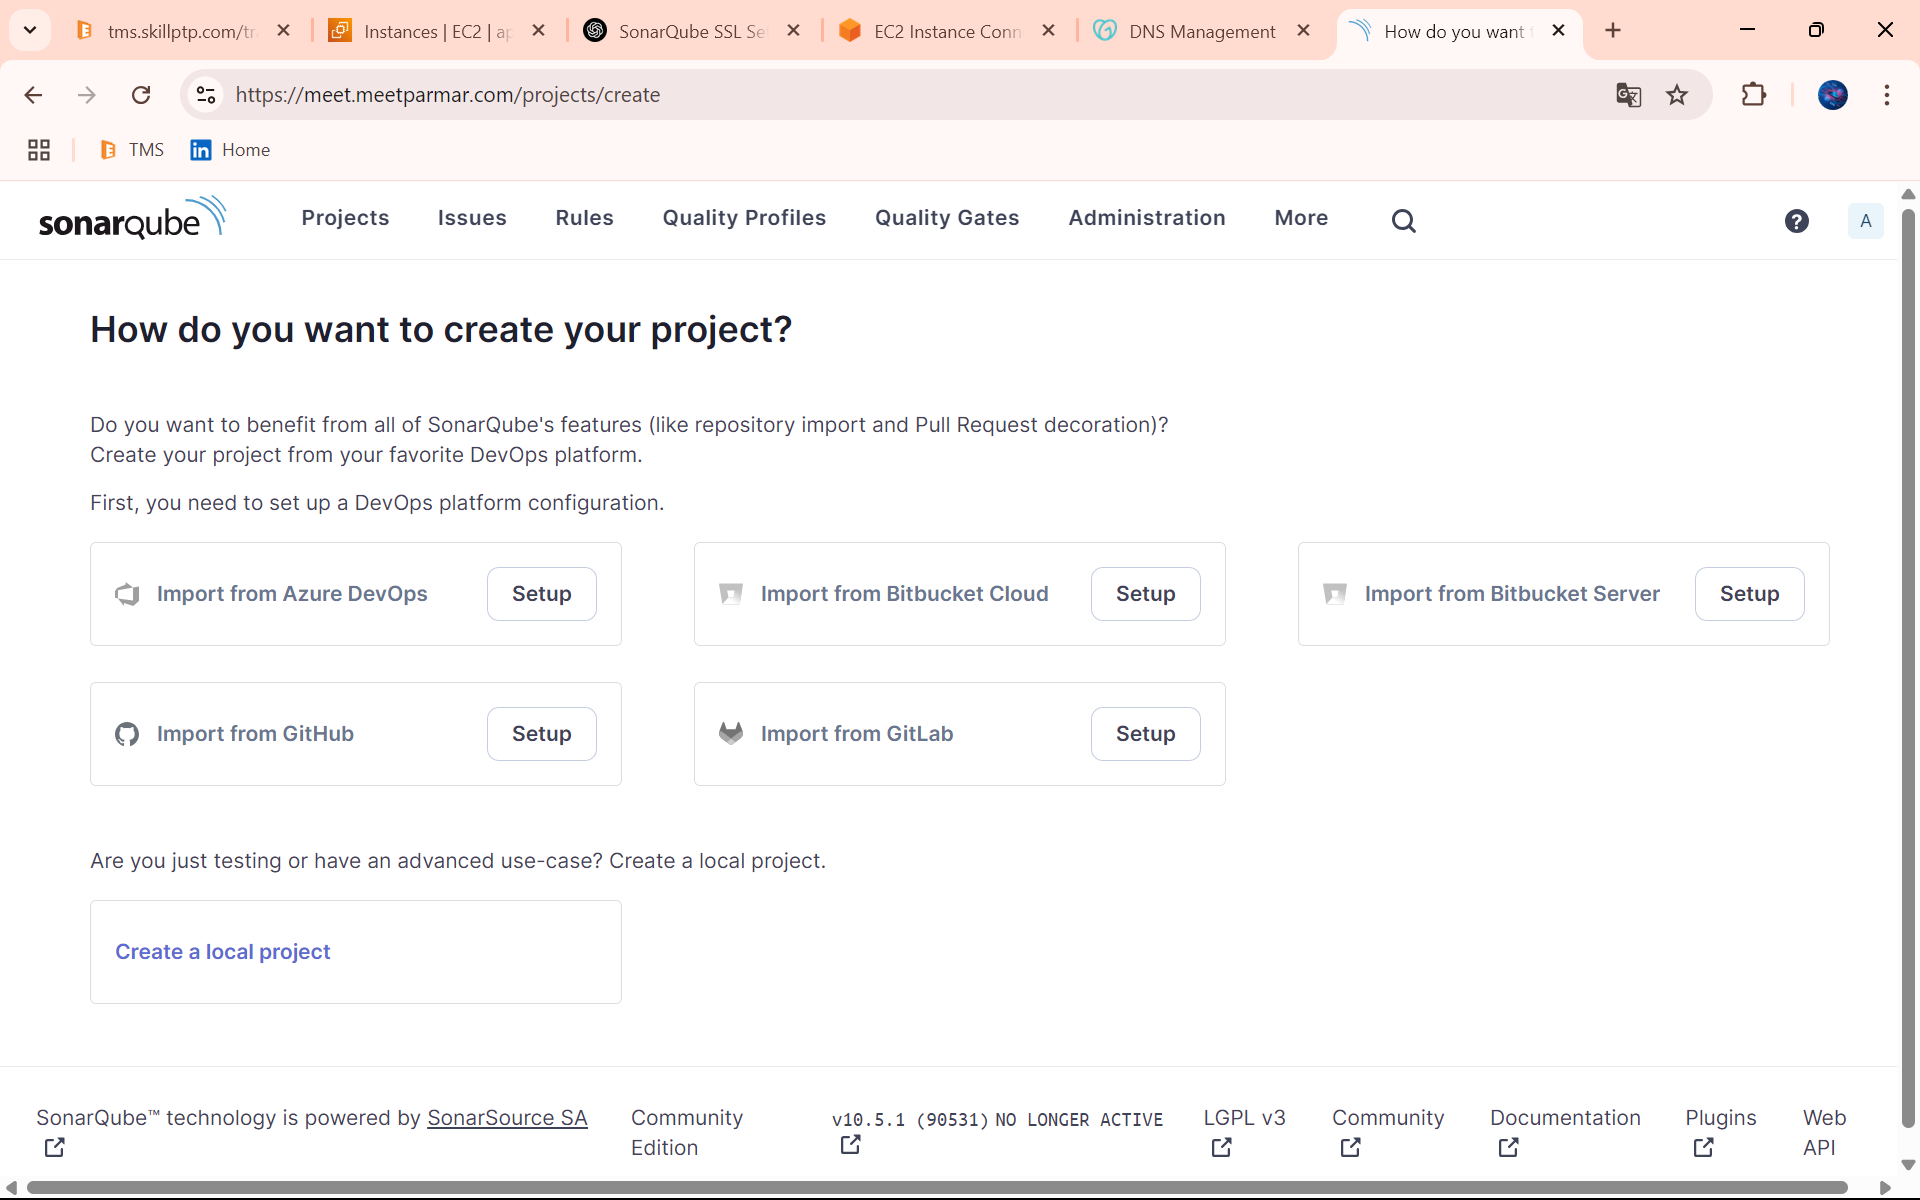 tms.skillptp.com/tr
Instances | EC2 | ap
SonarQube SSL Se
EC2 Instance Conn
DNS Management
How do you want t
https://meet.meetparmar.com/projects/create
TMS
in Home
sonarqube
Projects
Issues
Rules
Quality Profiles
Quality Gates
Administration
More
?
A
How do you want to create your project?
Do you want to benefit from all of SonarQube's features (like repository import and Pull Request decoration)?
Create your project from your favorite DevOps platform.
First, you need to set up a DevOps platform configuration.
Import from Azure DevOps
Setup
Import from Bitbucket Cloud
Setup
Import from Bitbucket Server
Setup
Import from GitHub
Setup
Import from GitLab
Setup
Are you just testing or have an advanced use-case? Create a local project.
Create a local project
SonarQube™ technology is powered by SonarSource SA
Community
Edition
v10.5.1 (90531) NO LONGER ACTIVE
LGPL v3
Community
Documentation
Plugins
Web
API